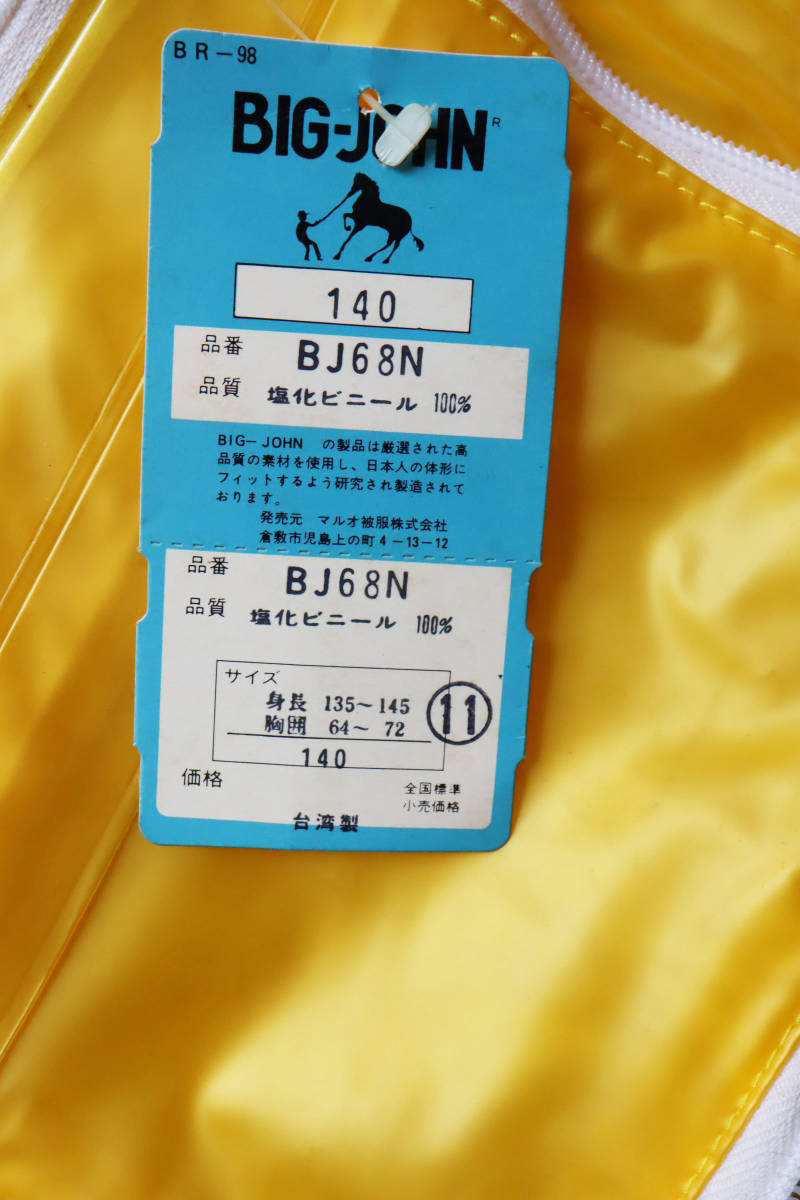 BR-98
BIG-JOHN®
140
品番 BJ68N
品質 塩化ビニール 100%
BIG-JOHN の製品は厳選された高
品質の素材を使用し、日本人の体形に
フィットするよう研究され製造されて
おります。
発売元 マルオ被服株式会社
倉敷市児島上の町4-13-12
品番 BJ68N
品質 塩化ビニール 100%
サイズ
身長 135~145
胸囲 64~72
140
⑪
価格
全国標準
小売価格
台湾製